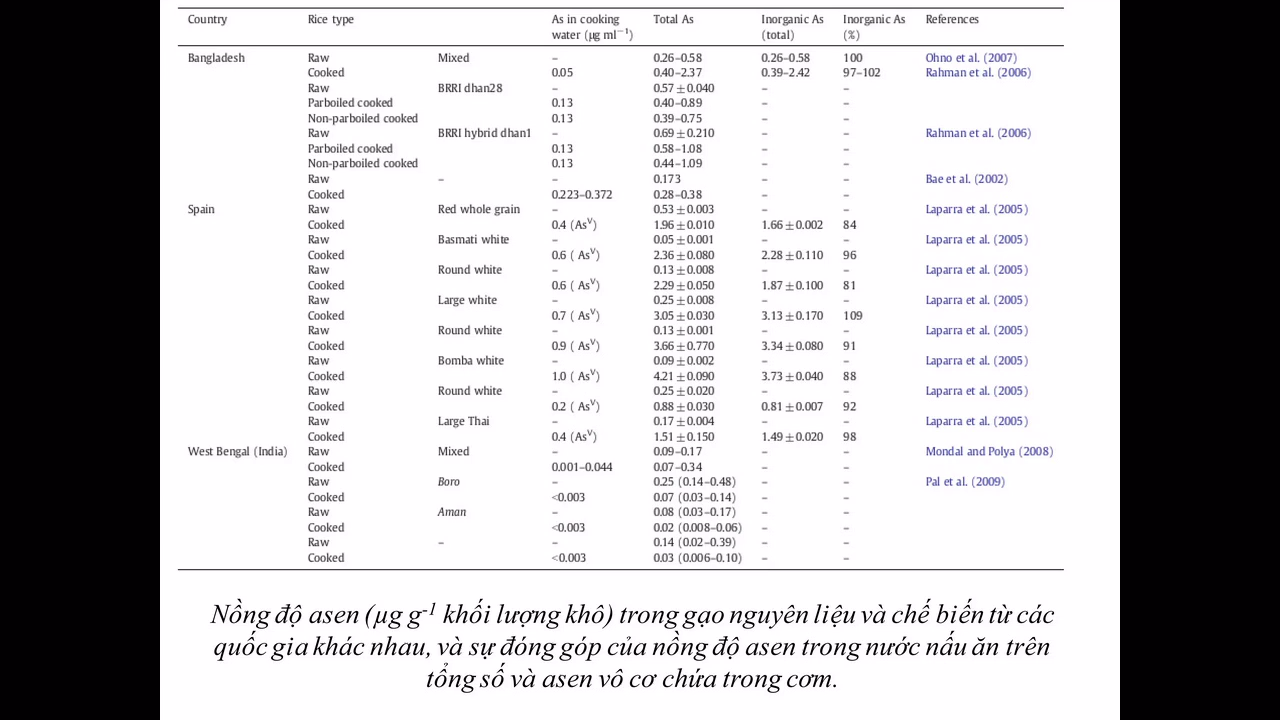 Country Rice type As in cooking water (μg ml⁻¹) Total As Inorganic As (total) Inorganic As (%) References
Bangladesh Raw Mixed – 0.26–0.58 0.26–0.58 100 Ohno et al. (2007)
Cooked 0.05 0.40–2.37 0.39–2.42 97–102 Rahman et al. (2006)
Raw BRRI dhan28 – 0.57 ± 0.040 – –
Parboiled cooked 0.13 0.40–0.89 – –
Non-parboiled cooked 0.13 0.39–0.75 – –
Raw BRRI hybrid dhan1 – 0.69 ± 0.210 – – Rahman et al. (2006)
Parboiled cooked 0.13 0.58–1.08 – –
Non-parboiled cooked 0.13 0.44–1.09 – –
Raw – – 0.173 – – Bae et al. (2002)
Cooked 0.223–0.372 0.28–0.38 – –
Spain Raw Red whole grain – 0.53 ± 0.003 – – Laparra et al. (2005)
Cooked 0.4 (Asⱽ) 1.96 ± 0.010 1.66 ± 0.002 84
Raw Basmati white – 0.05 ± 0.001 – – Laparra et al. (2005)
Cooked 0.6 ( Asⱽ) 2.36 ± 0.080 2.28 ± 0.110 96
Raw Round white – 0.13 ± 0.008 – – Laparra et al. (2005)
Cooked 0.6 ( Asⱽ) 2.29 ± 0.050 1.87 ± 0.100 81
Raw Large white – 0.25 ± 0.008 – – Laparra et al. (2005)
Cooked 0.7 ( Asⱽ) 3.05 ± 0.030 3.13 ± 0.170 109
Raw Round white – 0.13 ± 0.001 – – Laparra et al. (2005)
Cooked 0.9 ( Asⱽ) 3.66 ± 0.770 3.34 ± 0.080 91
Raw Bomba white – 0.09 ± 0.002 – – Laparra et al. (2005)
Cooked 1.0 ( Asⱽ) 4.21 ± 0.090 3.73 ± 0.040 88
Raw Round white – 0.25 ± 0.020 – – Laparra et al. (2005)
Cooked 0.2 ( Asⱽ) 0.88 ± 0.030 0.81 ± 0.007 92
Raw Large Thai – 0.17 ± 0.004 – – Laparra et al. (2005)
Cooked 0.4 (Asⱽ) 1.51 ± 0.150 1.49 ± 0.020 98
West Bengal (India) Raw Mixed – 0.09–0.17 – – Mondal and Polya (2008)
Cooked 0.001–0.044 0.07–0.34 – –
Raw Boro – 0.25 (0.14–0.48) – – Pal et al. (2009)
Cooked <0.003 0.07 (0.03–0.14) – –
Raw Aman – 0.08 (0.03–0.17) – –
Cooked <0.003 0.02 (0.008–0.06) – –
Raw – – 0.14 (0.02–0.39) – –
Cooked <0.003 0.03 (0.006–0.10) – –
Nồng độ asen (μg g⁻¹ khối lượng khô) trong gạo nguyên liệu và chế biến từ các
quốc gia khác nhau, và sự đóng góp của nồng độ asen trong nước nấu ăn trên
tổng số và asen vô cơ chứa trong cơm.